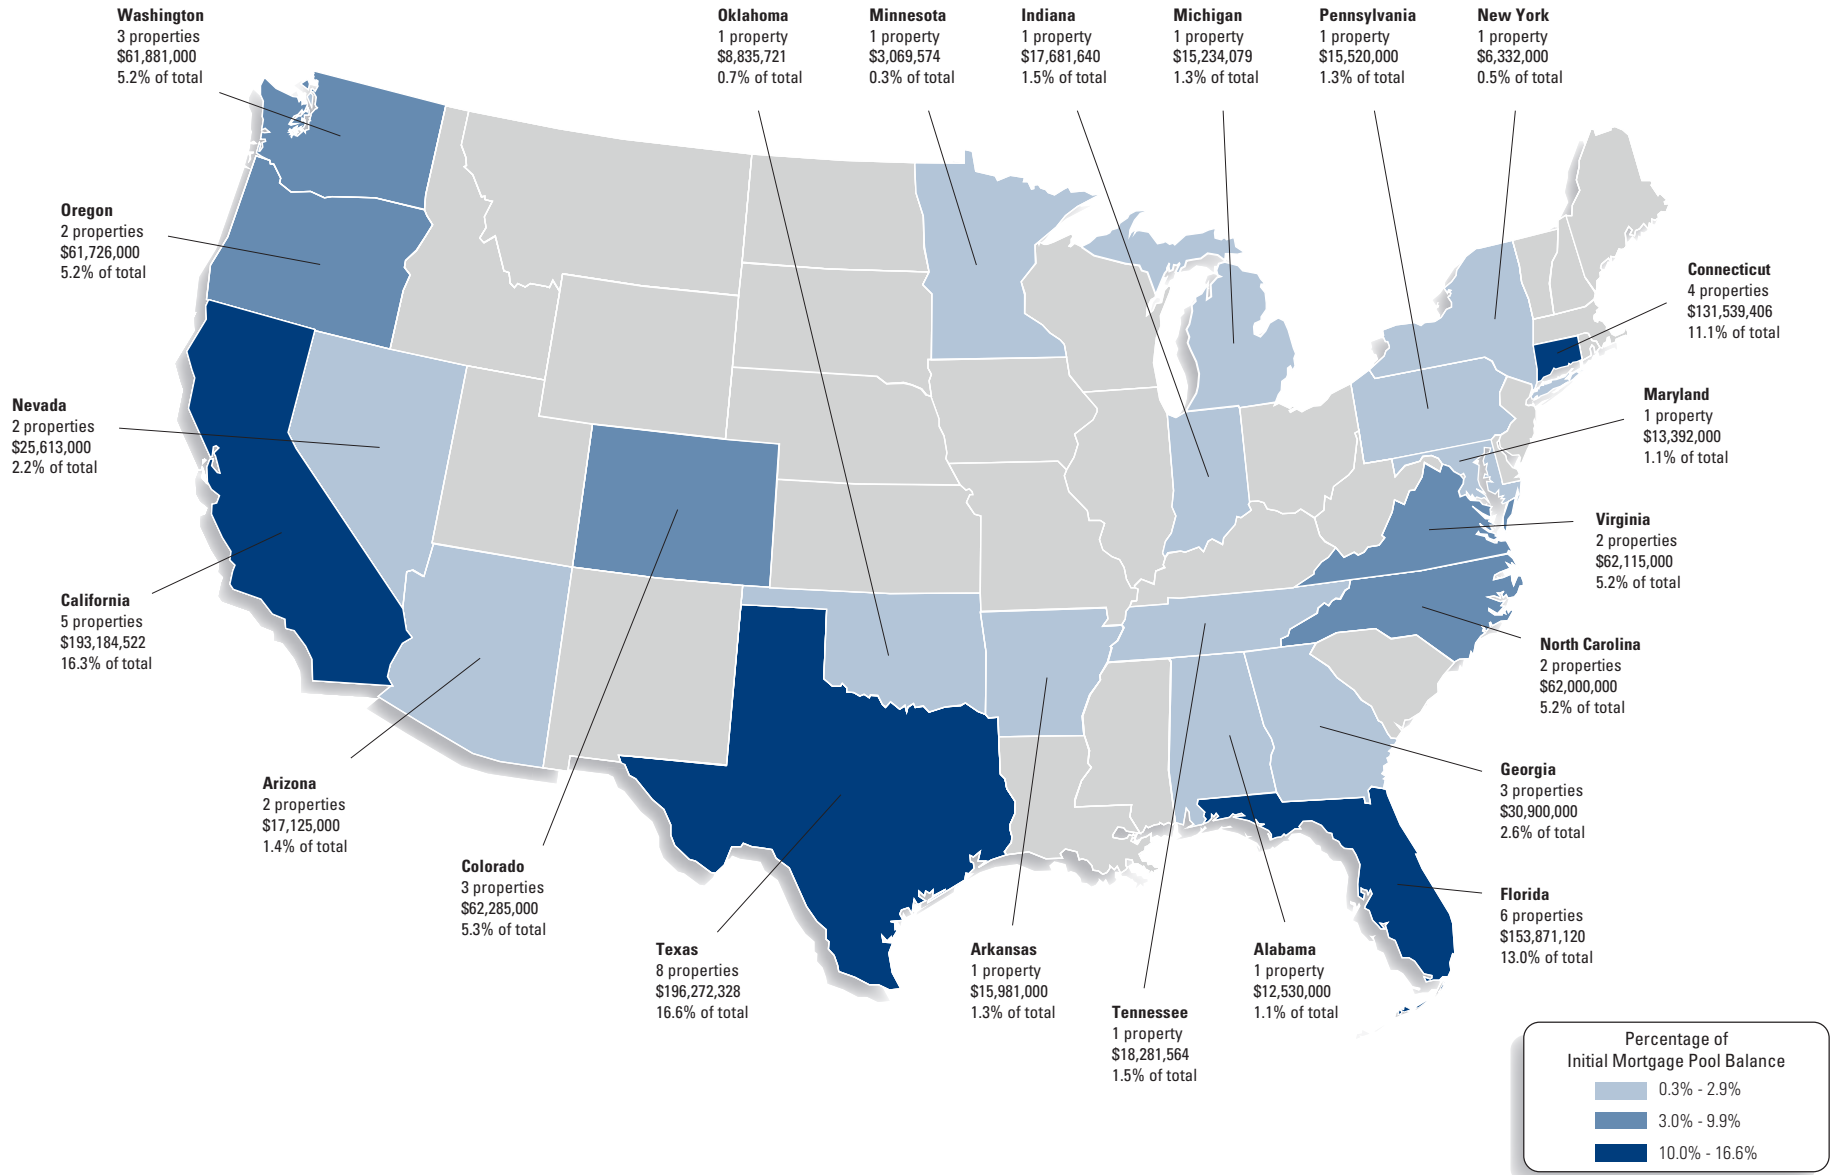 Washington
3 properties
$61,881,000
5.2% of total
Oklahoma
1 property
$8,835,721
0.7% of total
Minnesota
1 property
$3,069,574
0.3% of total
Indiana
1 property
$17,681,640
1.5% of total
Michigan
1 property
$15,234,079
1.3% of total
Pennsylvania
1 property
$15,520,000
1.3% of total
New York
1 property
$6,332,000
0.5% of total
Oregon
2 properties
$61,726,000
5.2% of total
Connecticut
4 properties
$131,539,406
11.1% of total
Nevada
2 properties
$25,613,000
2.2% of total
Maryland
1 property
$13,392,000
1.1% of total
Virginia
2 properties
$62,115,000
5.2% of total
California
5 properties
$193,184,522
16.3% of total
North Carolina
2 properties
$62,000,000
5.2% of total
Arizona
2 properties
$17,125,000
1.4% of total
Georgia
3 properties
$30,900,000
2.6% of total
Colorado
3 properties
$62,285,000
5.3% of total
Florida
6 properties
$153,871,120
13.0% of total
Texas
8 properties
$196,272,328
16.6% of total
Arkansas
1 property
$15,981,000
1.3% of total
Tennessee
1 property
$18,281,564
1.5% of total
Alabama
1 property
$12,530,000
1.1% of total
Percentage of
Initial Mortgage Pool Balance
0.3% - 2.9%
3.0% - 9.9%
10.0% - 16.6%